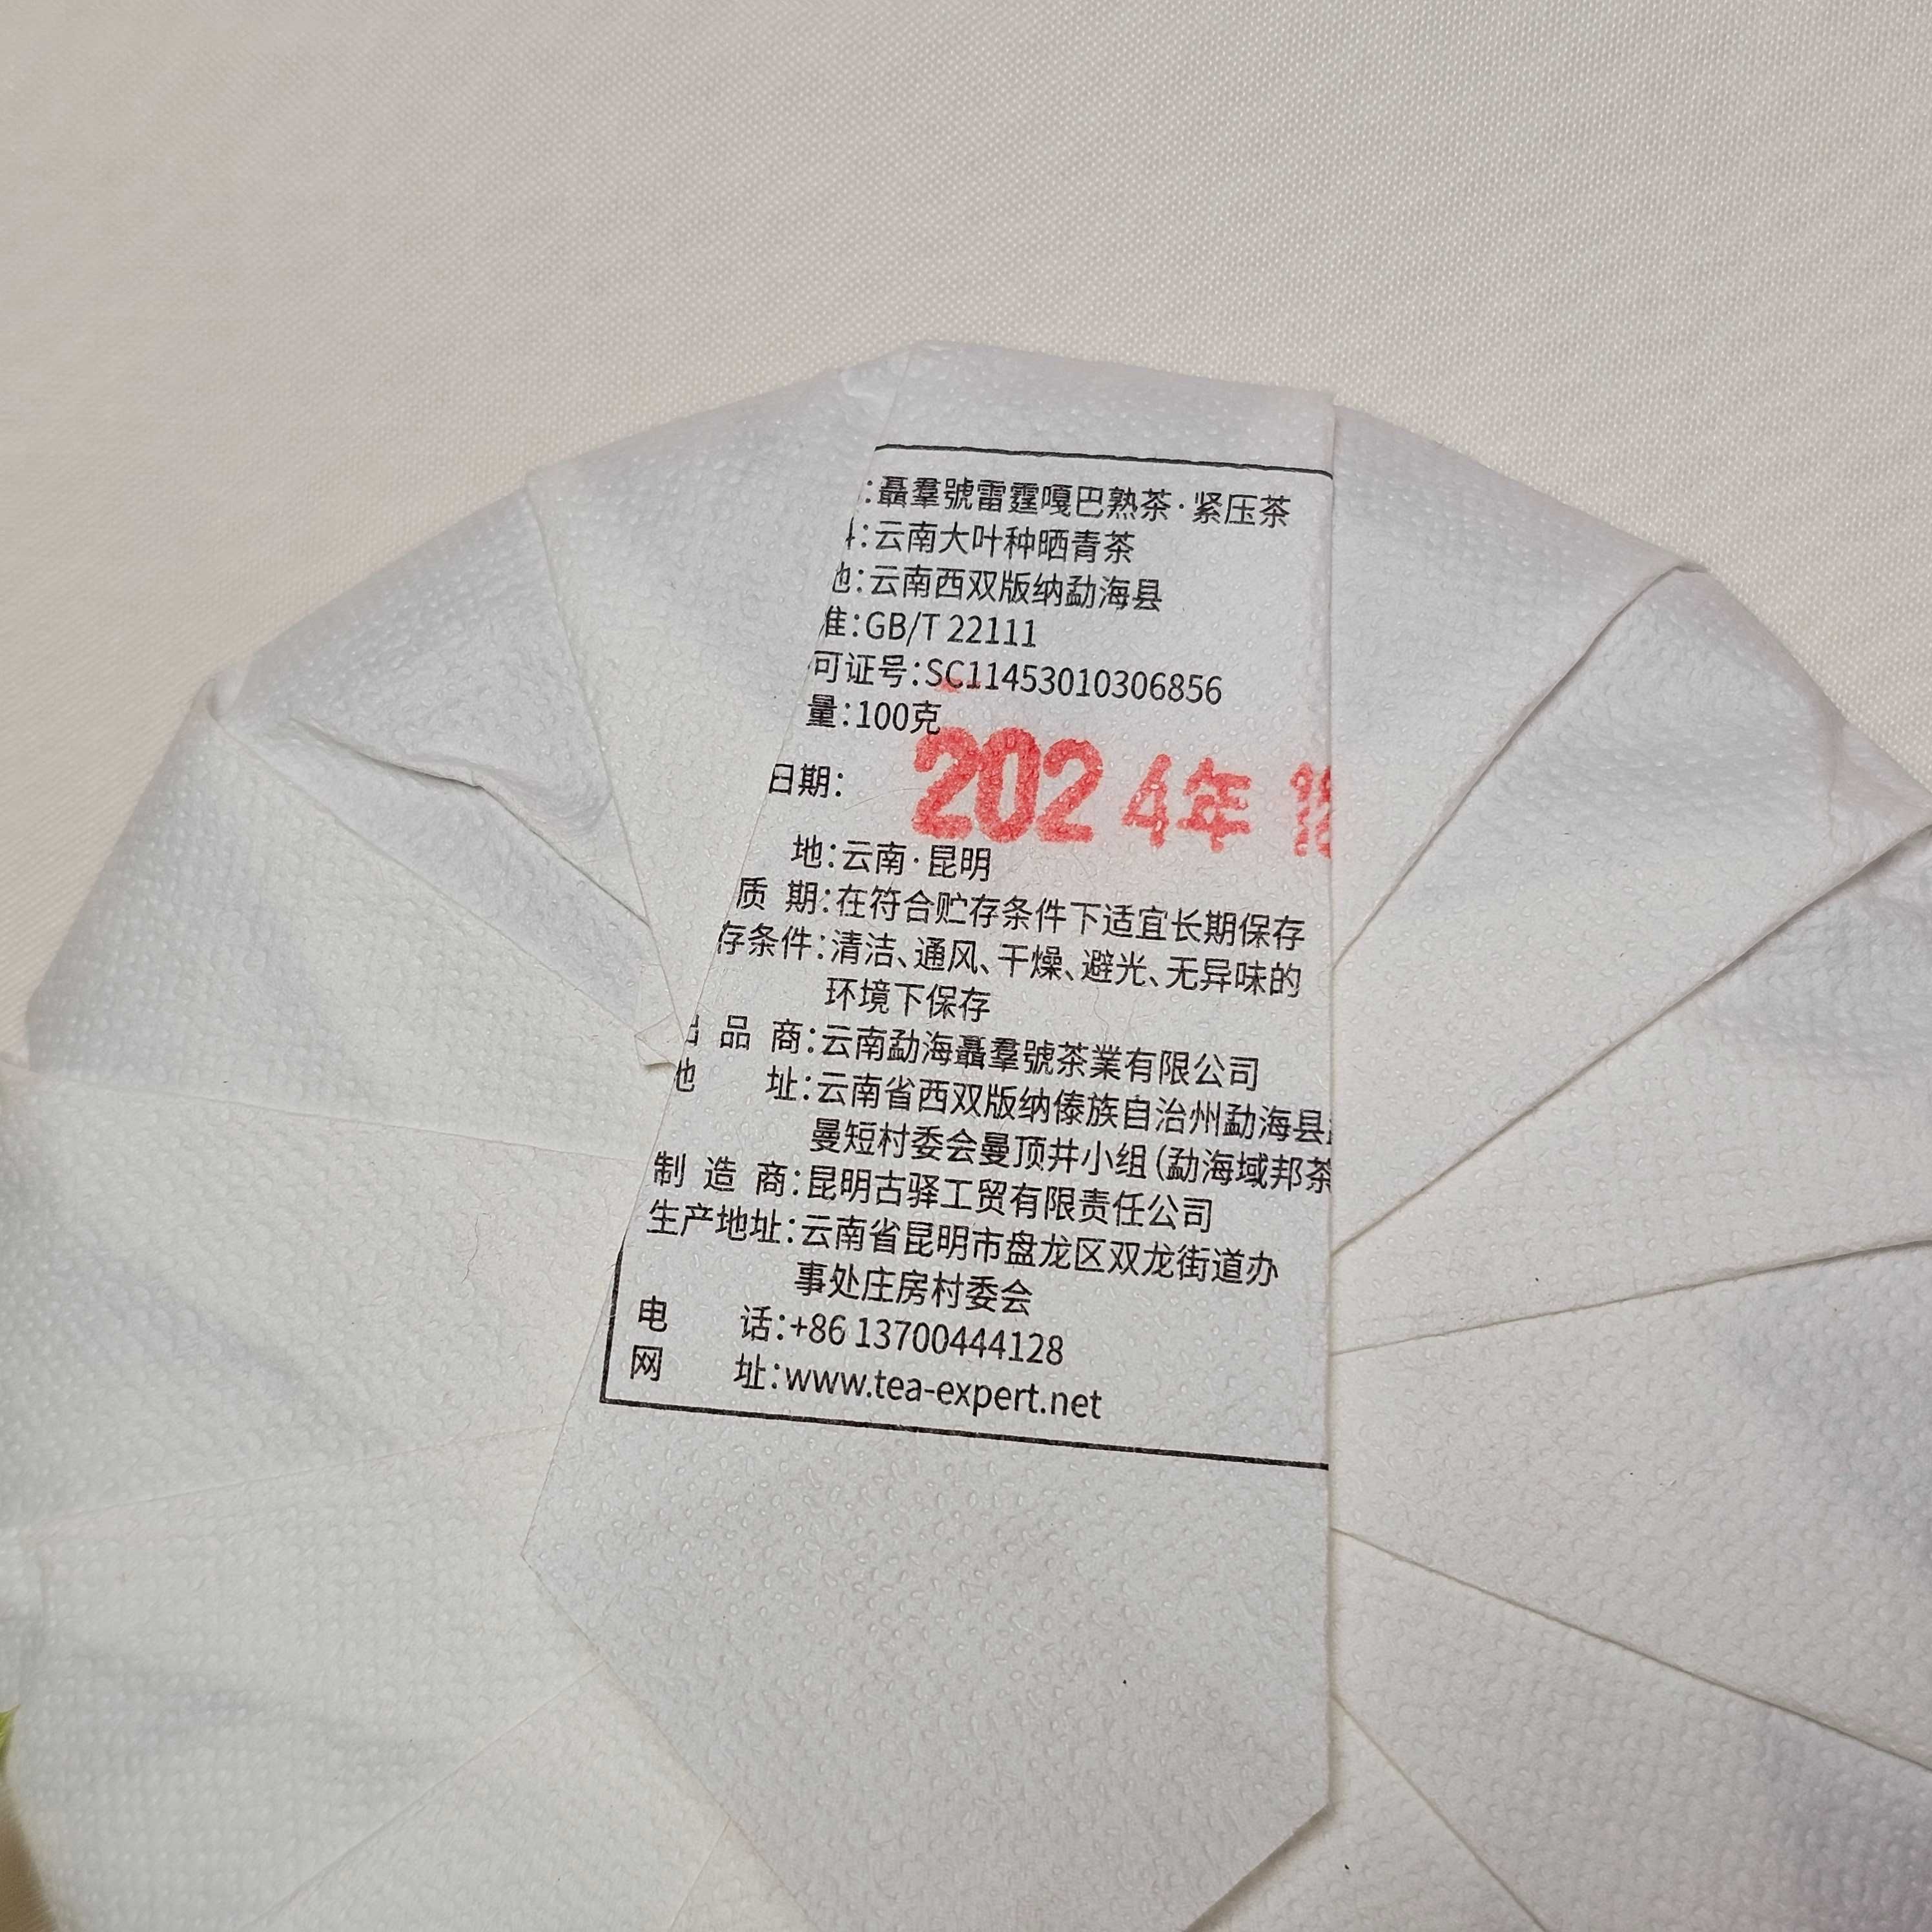 :聶羣號雷霆嘎巴熟茶·紧压茶
:云南大叶种晒青茶
地:云南西双版纳勐海县
准:GB/T 22111
可证号:SC11453010306856
量:100克
日期: 2024年
地:云南·昆明
质 期:在符合贮存条件下适宜长期保存
存条件:清洁、通风、干燥、避光、无异味的
环境下保存
出 品 商:云南勐海聶羣號茶業有限公司
地 址:云南省西双版纳傣族自治州勐海县
曼短村委会曼顶井小组(勐海域邦茶
制 造 商:昆明古驿工贸有限责任公司
生产地址:云南省昆明市盘龙区双龙街道办
事处庄房村委会
电 话:+86 13700444128
网 址:www.tea-expert.net